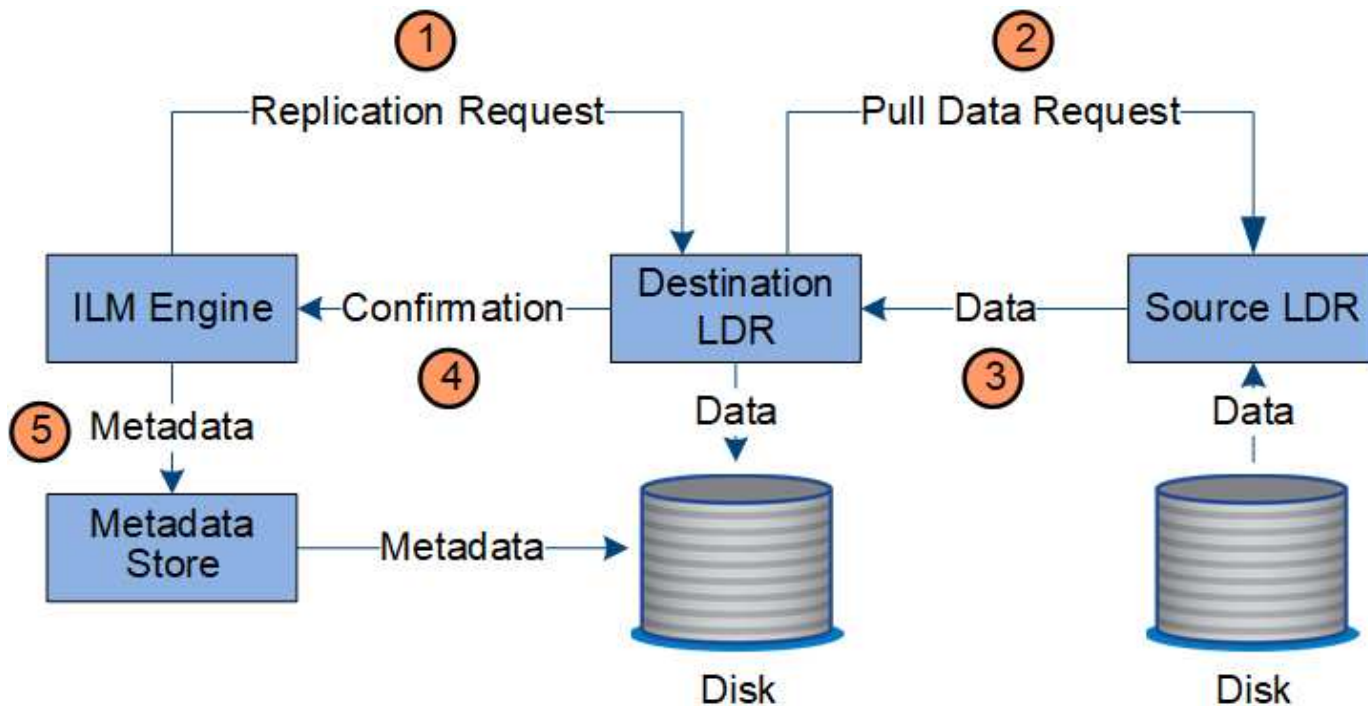 1
2
Replication Request
Pull Data Request
ILM Engine
Confirmation
Destination
LDR
Data
Source LDR
4
3
5
Metadata
Data
Data
Metadata
Store
Metadata
Disk
Disk